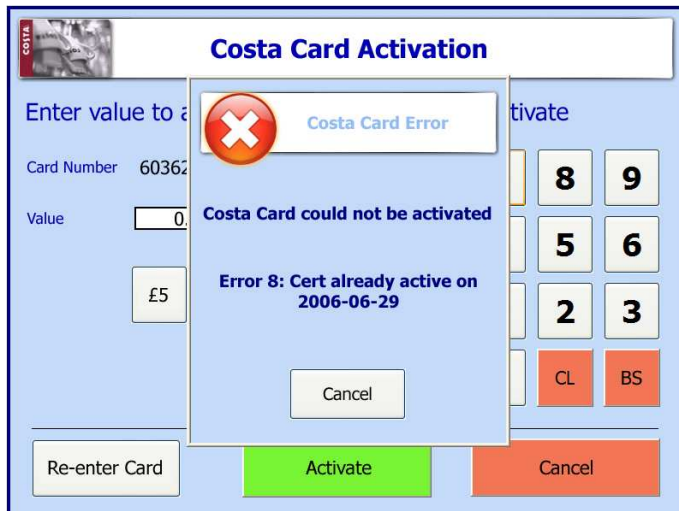 COSTA
Costa Card Activation
Enter value to a
tivate
Costa Card Error
Card Number 60362
Value 0.
Costa Card could not be activated
Error 8: Cert already active on
2006-06-29
£5
8 9
5 6
2 3
CL BS
Cancel
Re-enter Card Activate Cancel